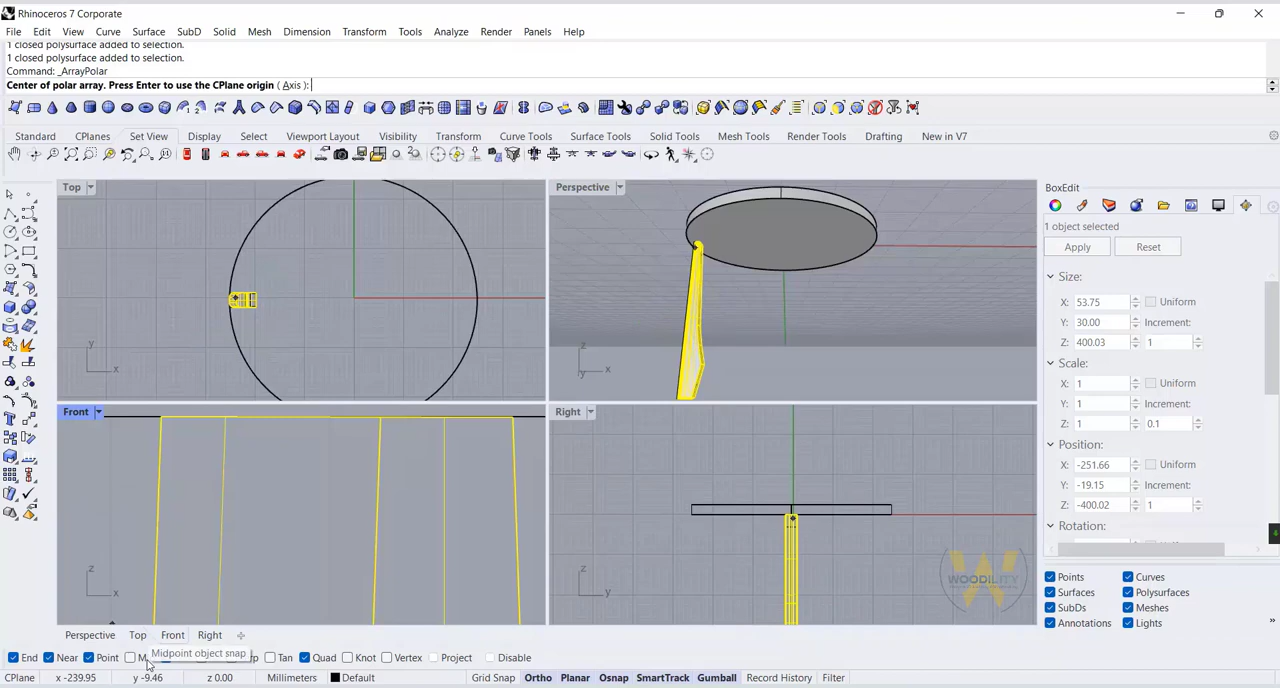 Rhinoceros 7 Corporate
File Edit View Curve Surface SubD Solid Mesh Dimension Transform Tools Analyze Render Panels Help
1 closed polysurface added to selection.
1 closed polysurface added to selection.
Command: _ArrayPolar
Center of polar array. Press Enter to use the CPlane origin ( Axis ):
Standard CPlanes Set View Display Select Viewport Layout Visibility Transform Curve Tools Surface Tools Solid Tools Mesh Tools Render Tools Drafting New in V7
Top
y
x
Perspective
z
y x
Front
z
x
Right
z
y
WOODILITY
BoxEdit
1 object selected
Apply Reset
Size:
X: 53.75 Uniform
Y: 30.00 Increment:
Z: 400.03 1
Scale:
X: 1 Uniform
Y: 1 Increment:
Z: 1 0.1
Position:
X: -251.66 Uniform
Y: -19.15 Increment:
Z: -400.02 1
Rotation:
Points Curves
Surfaces Polysurfaces
SubDs Meshes
Annotations Lights
Perspective Top Front Right
Midpoint object snap
End Near Point Tan Quad Knot Vertex Project Disable
CPlane x -239.95 y -9.46 z 0.00 Millimeters Default Grid Snap Ortho Planar Osnap SmartTrack Gumball Record History Filter